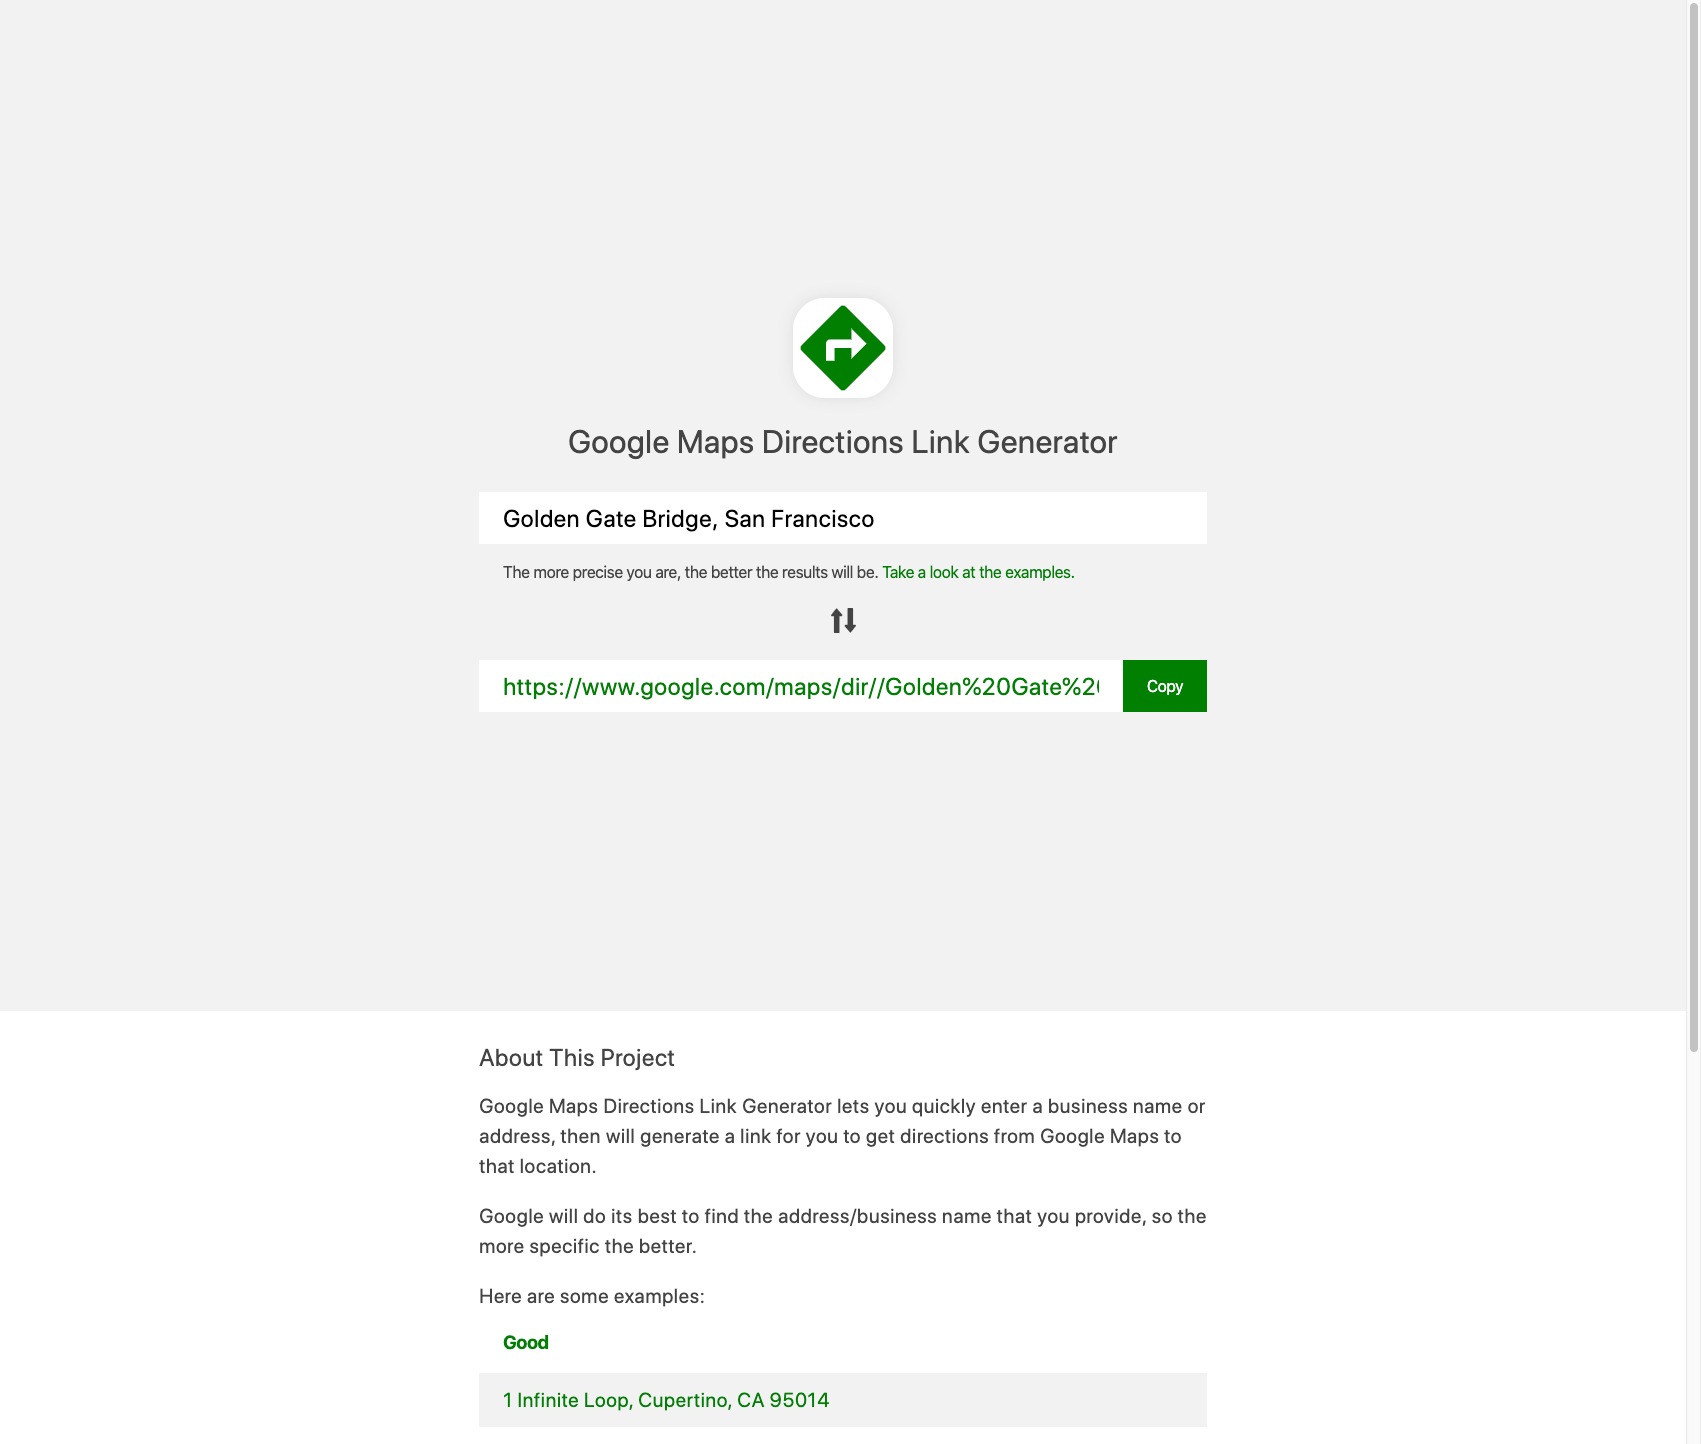 Google Maps Directions Link Generator
Golden Gate Bridge, San Francisco
The more precise you are, the better the results will be. Take a look at the examples.
https://www.google.com/maps/dir//Golden%20Gate%20
Copy
About This Project
Google Maps Directions Link Generator lets you quickly enter a business name or
address, then will generate a link for you to get directions from Google Maps to
that location.
Google will do its best to find the address/business name that you provide, so the
more specific the better.
Here are some examples:
Good
1 Infinite Loop, Cupertino, CA 95014